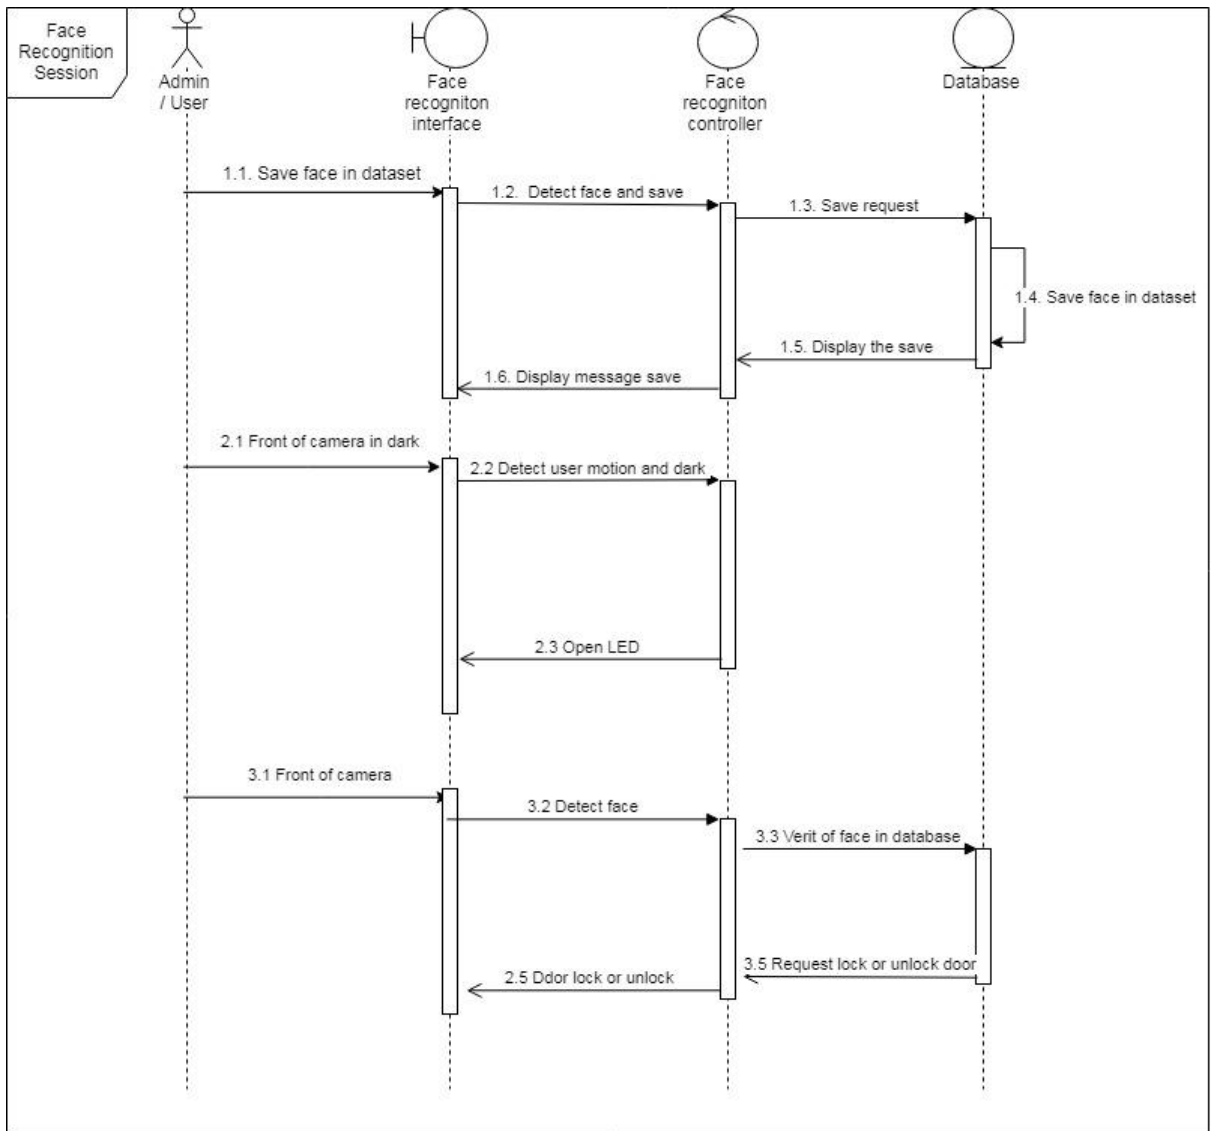 Face
Recognition
Session
Admin
/ User
Face
recogniton
interface
Face
recogniton
controller
Database
1.1. Save face in dataset
1.2. Detect face and save
1.3. Save request
1.4. Save face in dataset
1.5. Display the save
1.6. Display message save
2.1 Front of camera in dark
2.2 Detect user motion and dark
2.3 Open LED
3.1 Front of camera
3.2 Detect face
3.3 Verit of face in database
3.5 Request lock or unlock door
2.5 Ddor lock or unlock